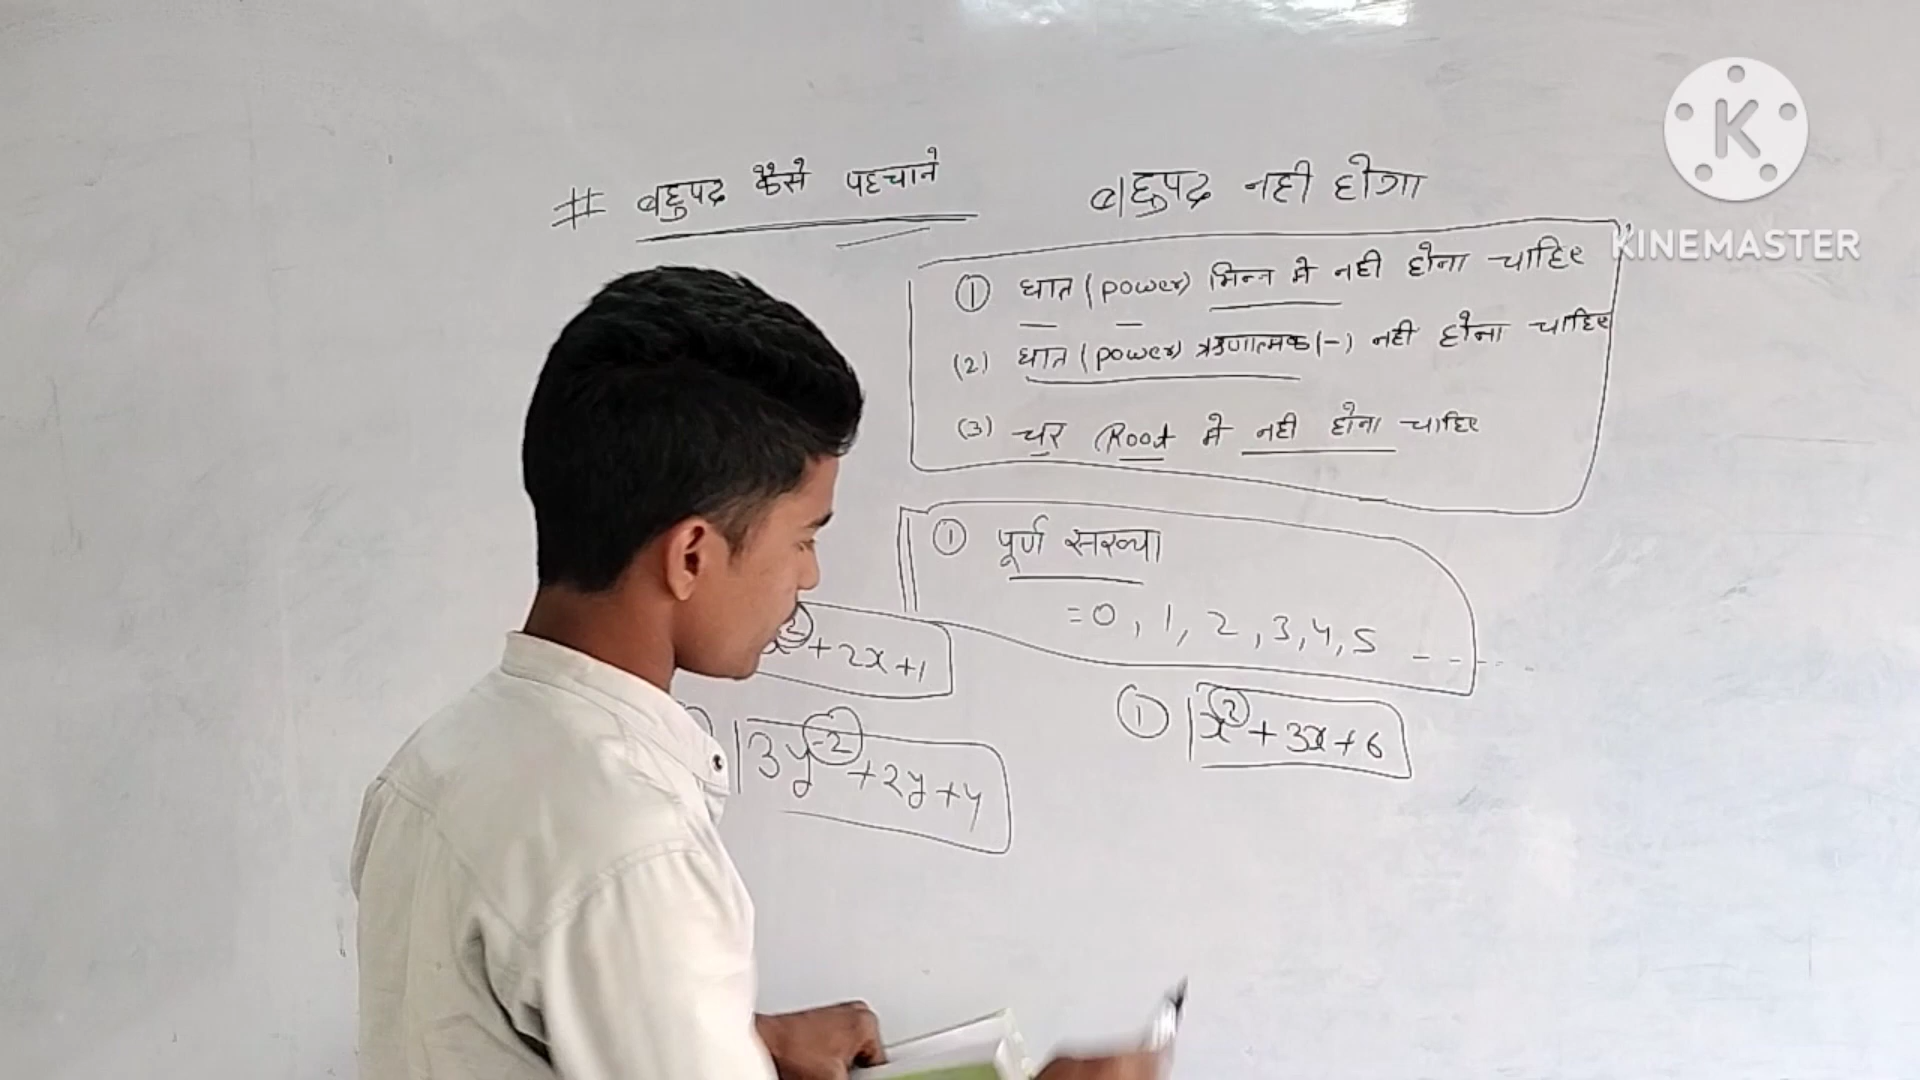 # बहुपद कैसे पहचाने
बहुपद नही होगा
① घात (power) भिन्न मे नही होना चाहिए
(2) घात (power) ऋणात्मक (-) नही होना चाहिए
(3) चर Root मे नही होना चाहिए
① पूर्ण सख्या
=0, 1, 2, 3, 4, 5 -----
x² + 2x + 1
3y⁻² + 2y + 4
① x² + 3x + 6
K
KINEMASTER